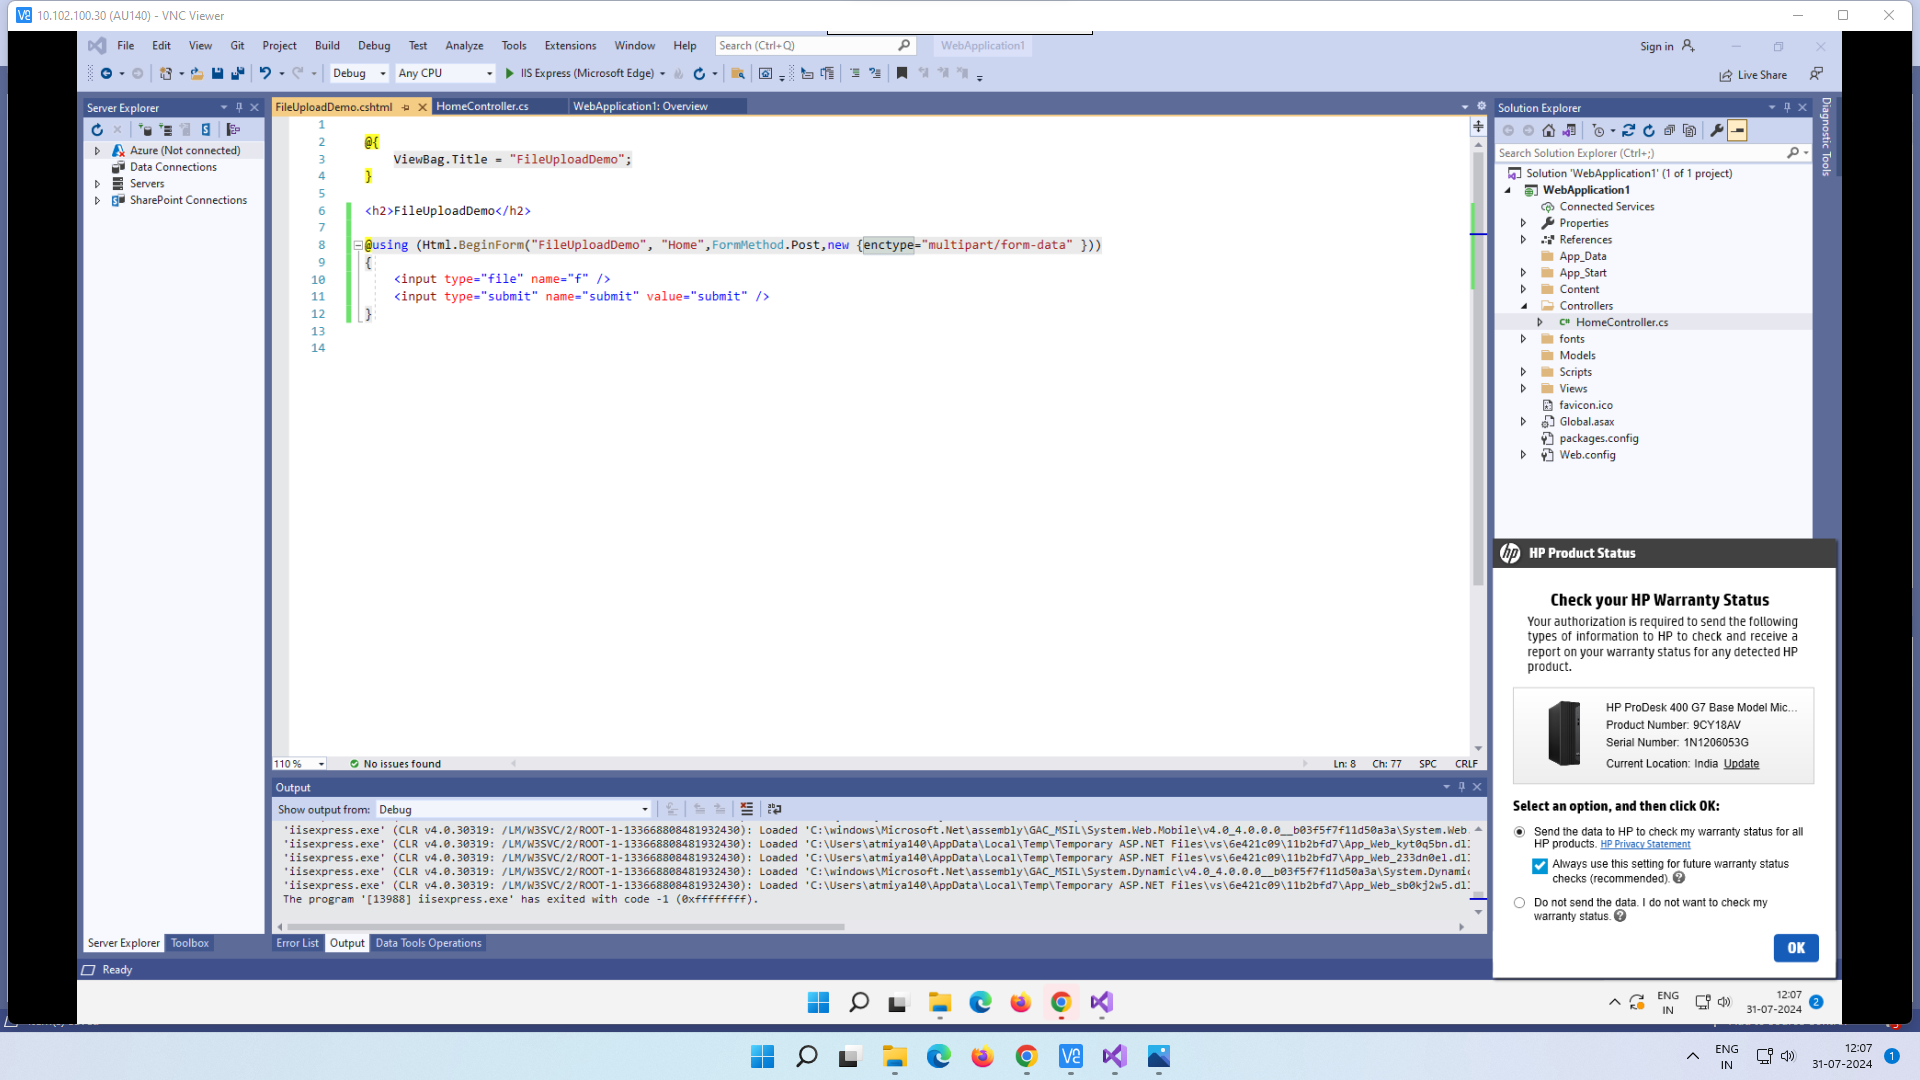 10.102.100.30 (AU140) - VNC Viewer
File Edit View Git Project Build Debug Test Analyze Tools Extensions Window Help Search (Ctrl+Q) WebApplication1 Sign in
Debug Any CPU IIS Express (Microsoft Edge) Live Share
Server Explorer
Azure (Not connected)
Data Connections
Servers
SharePoint Connections
FileUploadDemo.cshtml HomeController.cs WebApplication1: Overview
1
2 @{
3 ViewBag.Title = "FileUploadDemo";
4 }
5
6 <h2>FileUploadDemo</h2>
7
8 @using (Html.BeginForm("FileUploadDemo", "Home",FormMethod.Post,new {enctype="multipart/form-data" }))
9 {
10 <input type="file" name="f" />
11 <input type="submit" name="submit" value="submit" />
12 }
13
14
110 % No issues found Ln: 8 Ch: 77 SPC CRLF
Output
Show output from: Debug
'iisexpress.exe' (CLR v4.0.30319: /LM/W3SVC/2/ROOT-1-133668808481932430): Loaded 'C:\windows\Microsoft.Net\assembly\GAC_MSIL\System.Web.Mobile\v4.0_4.0.0.0__b03f5f7f11d50a3a\System.Web.
'iisexpress.exe' (CLR v4.0.30319: /LM/W3SVC/2/ROOT-1-133668808481932430): Loaded 'C:\Users\atmiya140\AppData\Local\Temp\Temporary ASP.NET Files\vs\6e421c09\11b2bfd7\App_Web_kyt0q5bn.dll
'iisexpress.exe' (CLR v4.0.30319: /LM/W3SVC/2/ROOT-1-133668808481932430): Loaded 'C:\Users\atmiya140\AppData\Local\Temp\Temporary ASP.NET Files\vs\6e421c09\11b2bfd7\App_Web_233dn0e1.dll
'iisexpress.exe' (CLR v4.0.30319: /LM/W3SVC/2/ROOT-1-133668808481932430): Loaded 'C:\windows\Microsoft.Net\assembly\GAC_MSIL\System.Dynamic\v4.0_4.0.0.0__b03f5f7f11d50a3a\System.Dynamic
'iisexpress.exe' (CLR v4.0.30319: /LM/W3SVC/2/ROOT-1-133668808481932430): Loaded 'C:\Users\atmiya140\AppData\Local\Temp\Temporary ASP.NET Files\vs\6e421c09\11b2bfd7\App_Web_sb0kj2w5.dll
The program '[13988] iisexpress.exe' has exited with code -1 (0xffffffff).
Server Explorer Toolbox Error List Output Data Tools Operations
Ready
Solution Explorer
Search Solution Explorer (Ctrl+;)
Solution 'WebApplication1' (1 of 1 project)
WebApplication1
Connected Services
Properties
References
App_Data
App_Start
Content
Controllers
C# HomeController.cs
fonts
Models
Scripts
Views
favicon.ico
Global.asax
packages.config
Web.config
Diagnostic Tools
hp HP Product Status
Check your HP Warranty Status
Your authorization is required to send the following
types of information to HP to check and receive a
report on your warranty status for any detected HP
product.
HP ProDesk 400 G7 Base Model Mic...
Product Number: 9CY18AV
Serial Number: 1N1206053G
Current Location: India Update
Select an option, and then click OK:
Send the data to HP to check my warranty status for all
HP products. HP Privacy Statement
Always use this setting for future warranty status
checks (recommended).
Do not send the data. I do not want to check my
warranty status.
OK
ENG
IN
12:07
31-07-2024
2
ENG
IN
12:07
31-07-2024
1